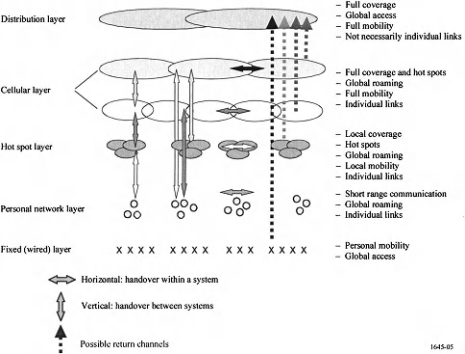 Distribution layer
– Full coverage
– Global access
– Full mobility
– Not necessarily individual links
Cellular layer
– Full coverage and hot spots
– Global roaming
– Full mobility
– Individual links
Hot spot layer
– Local coverage
– Hot spots
– Global roaming
– Local mobility
– Individual links
Personal network layer
– Short range communication
– Global roaming
– Individual links
Fixed (wired) layer
X X X X X X X X X X X X X X X
– Personal mobility
– Global access
Horizontal: handover within a system
Vertical: handover between systems
Possible return channels
1645-05